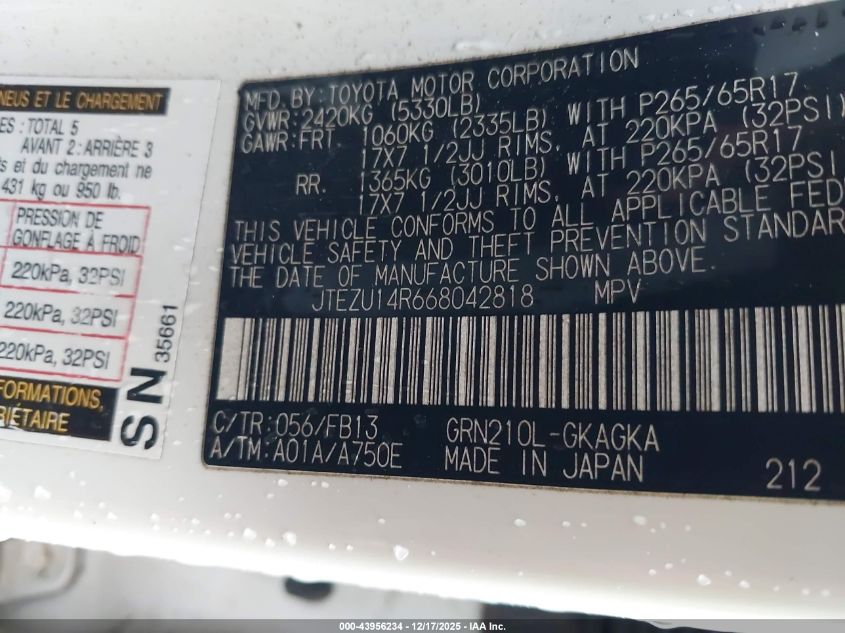 NEUS ET LE CHARGEMENT
ES : TOTAL 5
AVANT 2 : ARRIÈRE 3
ts et du chargement ne
431 kg ou 950 lb.
PRESSION DE
GONFLAGE À FROID
220kPa, 32PSI
220kPa, 32PSI
220kPa, 32PSI
FORMATIONS,
RIÉTAIRE
SN 35661
MFD. BY: TOYOTA MOTOR CORPORATION
GVWR: 2420KG (5330LB)
GAWR: FRT. 1060KG (2335LB) WITH P265/65R17
17X7 1/2JJ RIMS, AT 220KPA (32PSI)
RR. 1365KG (3010LB) WITH P265/65R17
17X7 1/2JJ RIMS, AT 220KPA (32PSI
THIS VEHICLE CONFORMS TO ALL APPLICABLE FED
VEHICLE SAFETY AND THEFT PREVENTION STANDAR
THE DATE OF MANUFACTURE SHOWN ABOVE.
JTEZU14R668042818 MPV
C/TR: 056/FB13 GRN210L-GKAGKA
A/TM: A01A/A750E MADE IN JAPAN 212
000-43956234 - 12/17/2025 - IAA, Inc.